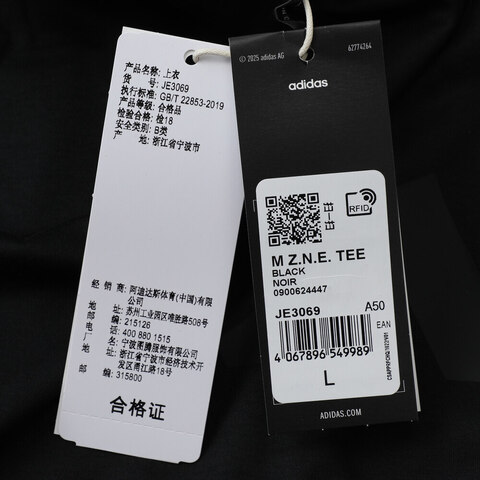 产品名称: 上衣
货　　号: JE3069
执行标准: GB/T 22853-2019
产品等级: 合格品
检验合格: 检18
安全类别: B类
产　　地: 浙江省宁波市
经 销 商: 阿迪达斯体育(中国)有限公司
地　　址: 苏州工业园区唯胜路508号
邮　　编: 215126
电　　话: 400 880 1515
厂　　名: 宁波图腾服饰有限公司
地　　址: 浙江省宁波市经济技术开发区甬江路18号
邮　　编: 315800
合格证
© 2025 adidas AG
62774264
adidas
RFID
M Z.N.E. TEE
BLACK
NOIR
0900624447
JE3069
A50
EAN
4 067896 549989
L
ADIDAS.COM